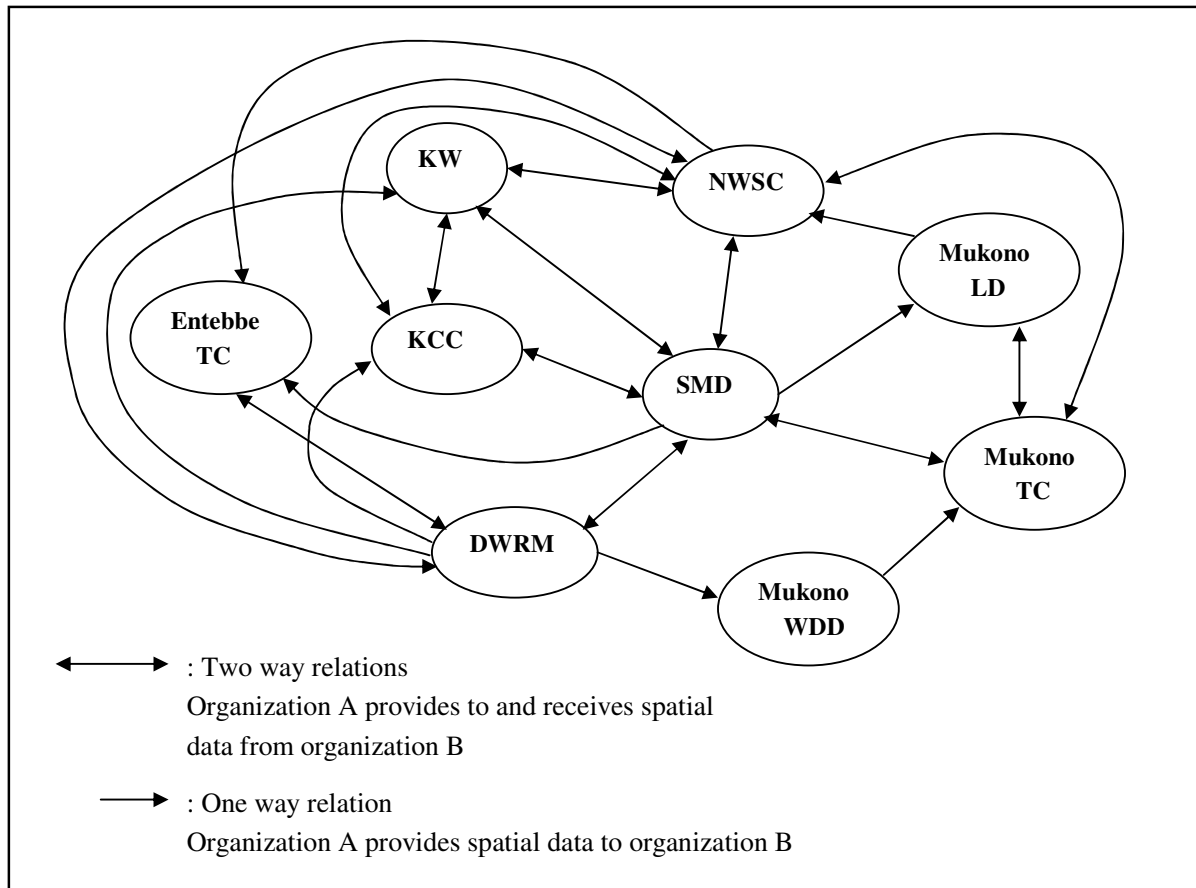 KW
NWSC
Mukono
LD
Entebbe
TC
KCC
SMD
Mukono
TC
DWRM
Mukono
WDD
: Two way relations
Organization A provides to and receives spatial
data from organization B
: One way relation
Organization A provides spatial data to organization B